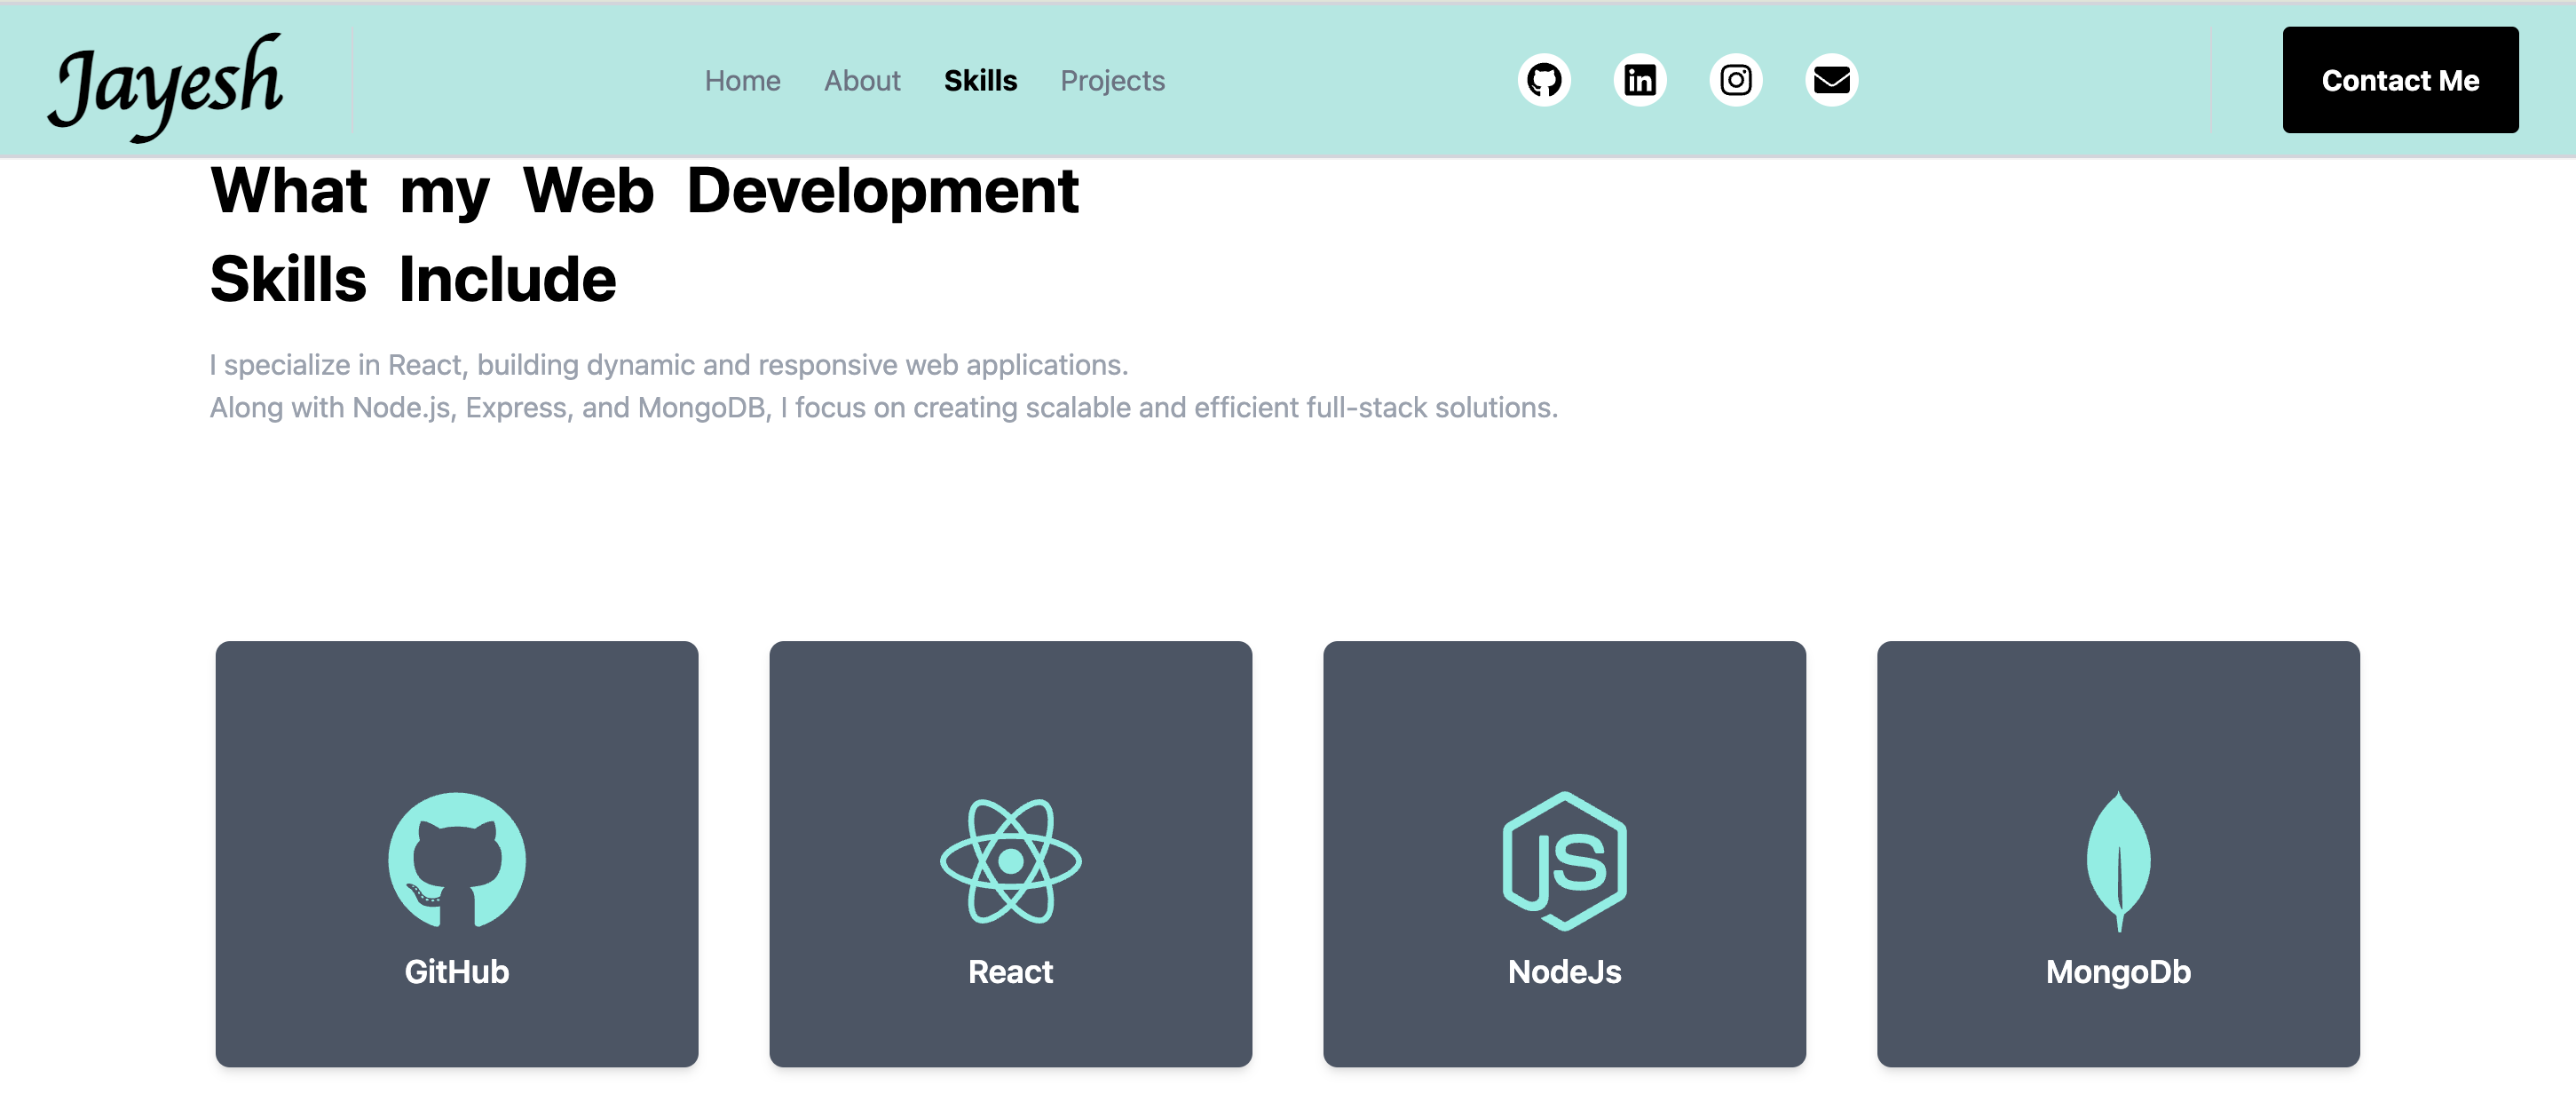 Jayesh
Home About Skills Projects
Contact Me
What my Web Development
Skills Include
I specialize in React, building dynamic and responsive web applications.
Along with Node.js, Express, and MongoDB, I focus on creating scalable and efficient full-stack solutions.
GitHub
React
NodeJs
MongoDb